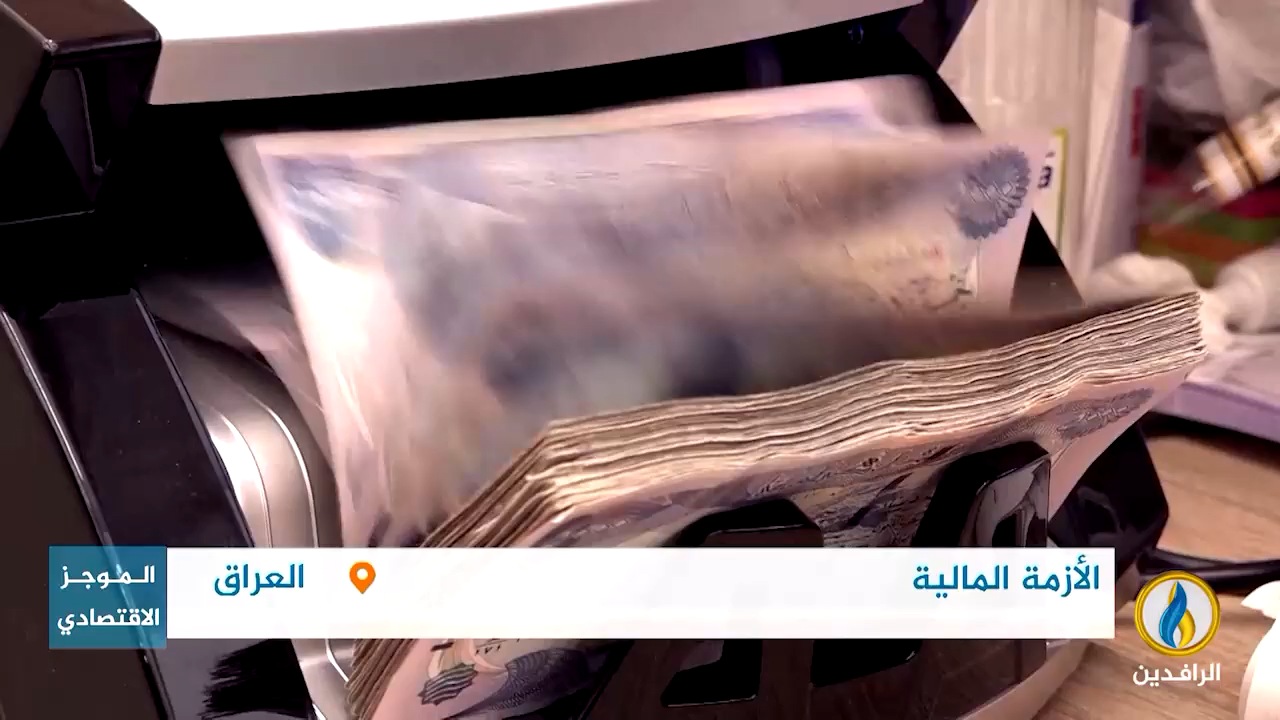 الأزمة المالية
العراق
الـمـوجـز
الاقتصادي
الرافدين